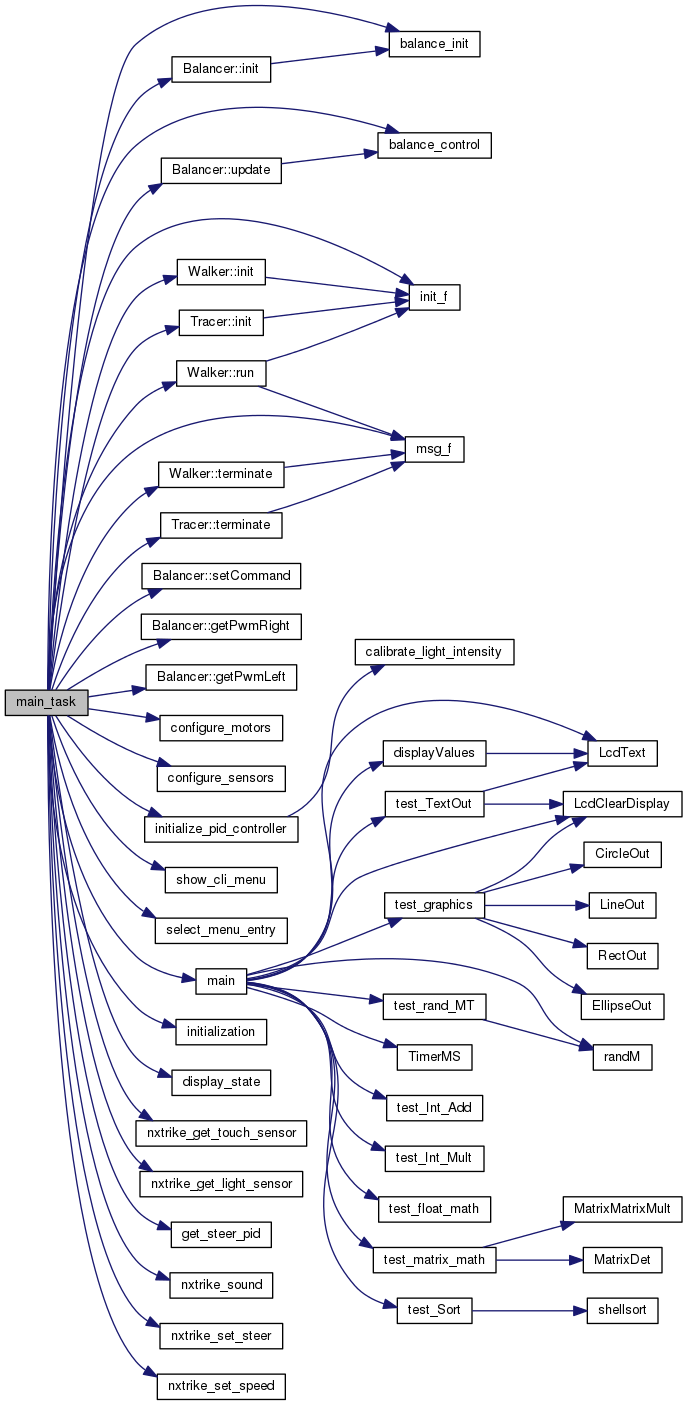 balance_init
Balancer::init
balance_control
Balancer::update
Walker::init
init_f
Tracer::init
Walker::run
msg_f
Walker::terminate
Tracer::terminate
Balancer::setCommand
Balancer::getPwmRight
calibrate_light_intensity
Balancer::getPwmLeft
main_task
configure_motors
displayValues
LcdText
configure_sensors
test_TextOut
LcdClearDisplay
initialize_pid_controller
CircleOut
show_cli_menu
test_graphics
LineOut
select_menu_entry
RectOut
main
test_rand_MT
EllipseOut
initialization
TimerMS
randM
display_state
test_Int_Add
nxtrike_get_touch_sensor
test_Int_Mult
nxtrike_get_light_sensor
test_float_math
MatrixMatrixMult
get_steer_pid
test_matrix_math
MatrixDet
nxtrike_sound
test_Sort
shellsort
nxtrike_set_steer
nxtrike_set_speed